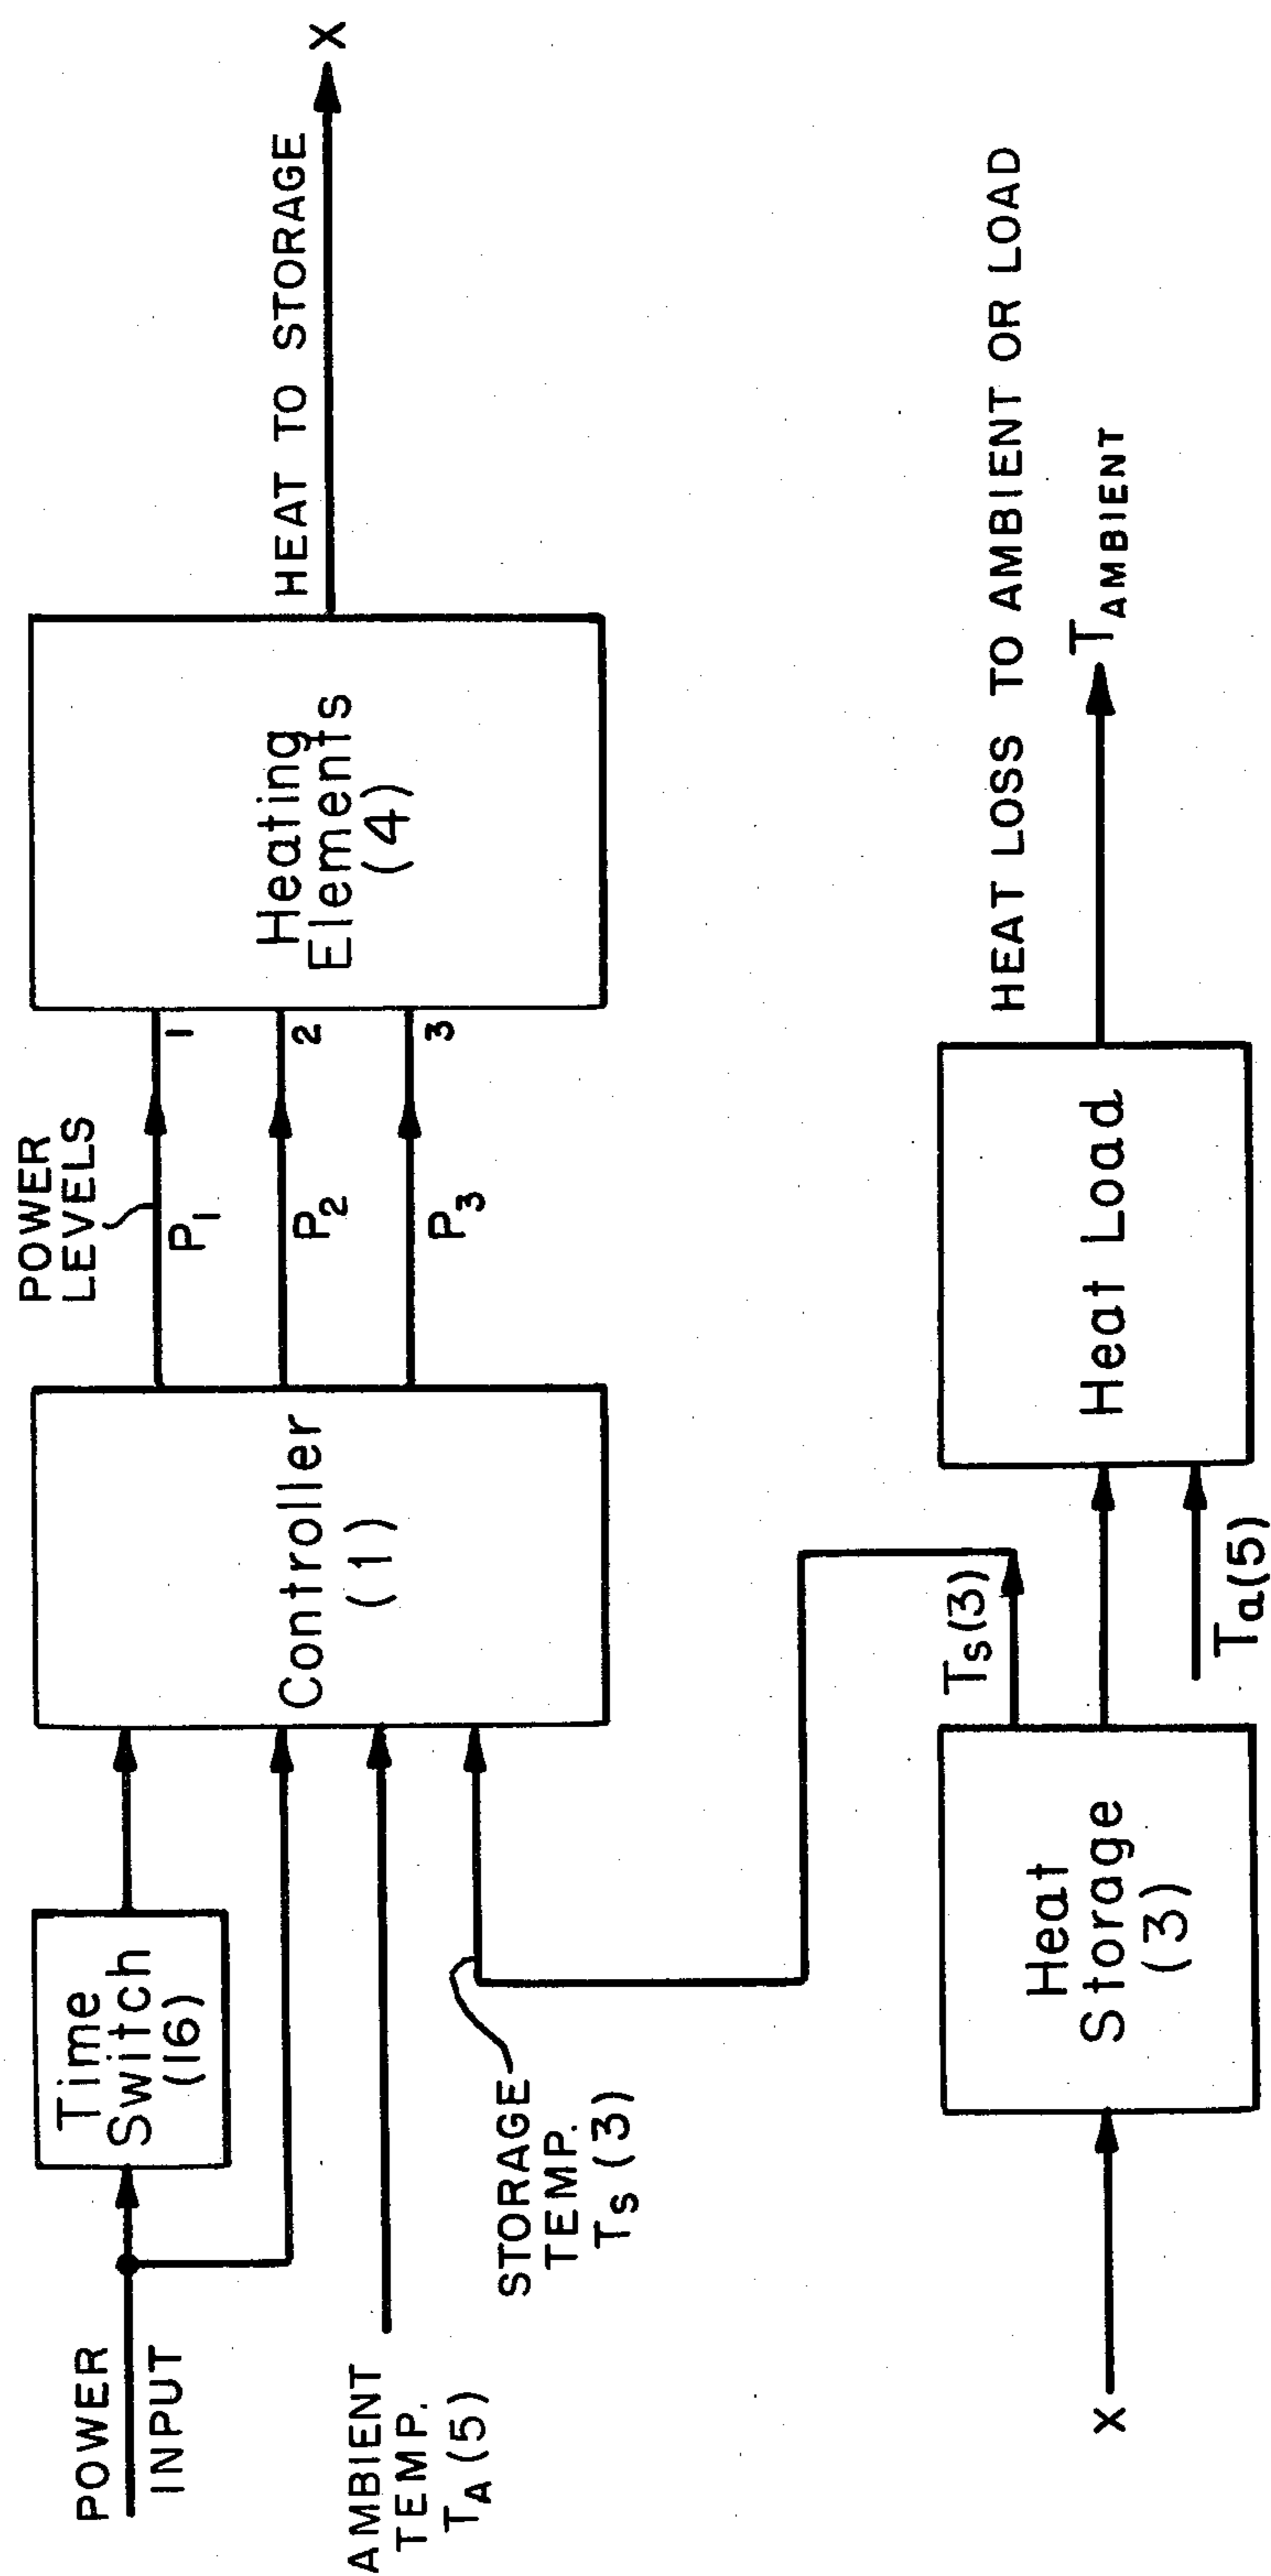 POWER
INPUT
Time
Switch
(16)
AMBIENT
TEMP.
TA (5)
STORAGE
TEMP.
Ts (3)
Controller
(1)
POWER
LEVELS
P1
P2
P3
1
2
3
Heating
Elements
(4)
HEAT TO STORAGE
X
X
Heat
Storage
(3)
Ts (3)
Ta(5)
Heat Load
HEAT LOSS TO AMBIENT OR LOAD
TAMBIENT